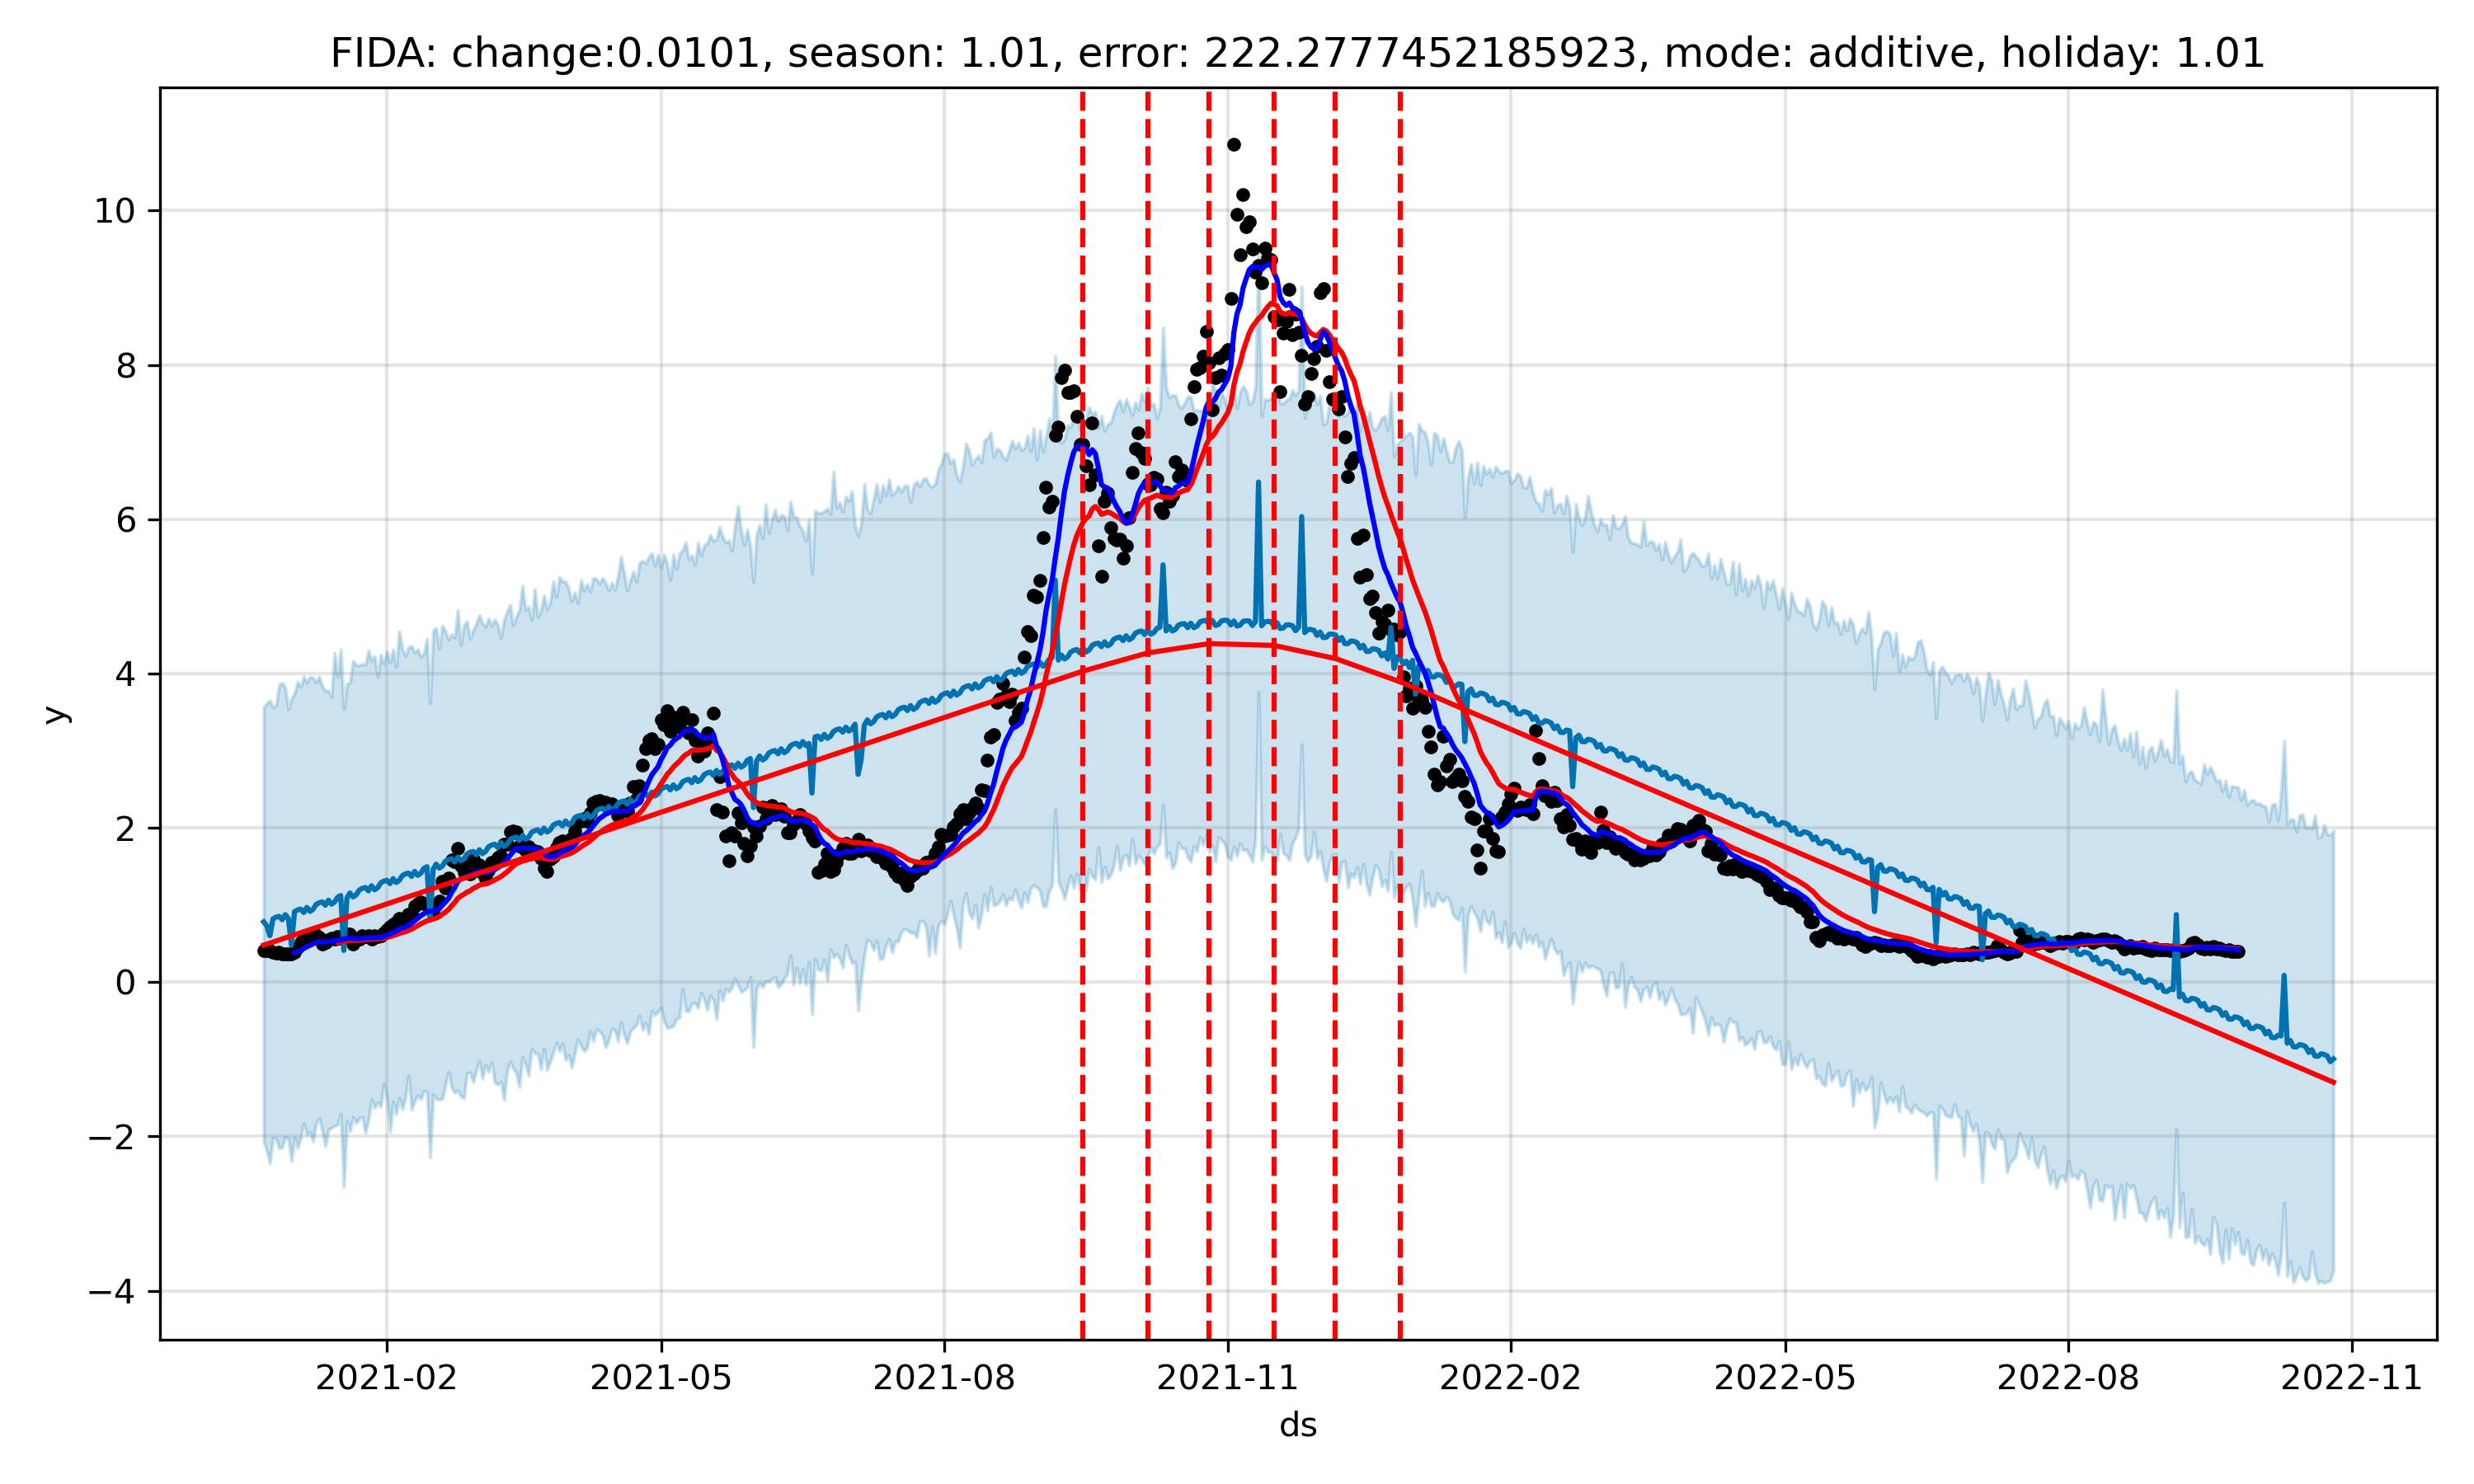 FIDA: change:0.0101, season: 1.01, error: 222.2777452185923, mode: additive, holiday: 1.01
10
8
6
4
2
0
−2
−4
y
2021-02 2021-05 2021-08 2021-11 2022-02 2022-05 2022-08 2022-11
ds